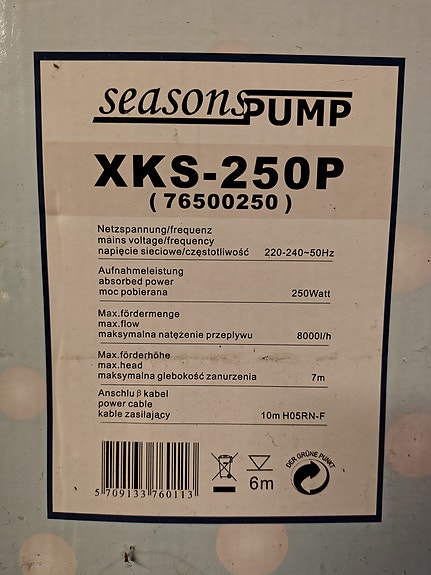 seasons PUMP
XKS-250P
( 76500250 )
Netzspannung/frequenz
mains voltage/frequency
napięcie sieciowe/częstotliwość 220-240~50Hz
Aufnahmeleistung
absorbed power
moc pobierana 250Watt
Max.fördermenge
max.flow
maksymalna natężenie przepływu 8000l/h
Max.förderhöhe
max.head
maksymalna glebokość zanurzenia 7m
Anschlu β kabel
power cable
kable zasilający 10m H05RN-F
5 709133 760113
6m
DER GRÜNE PUNKT